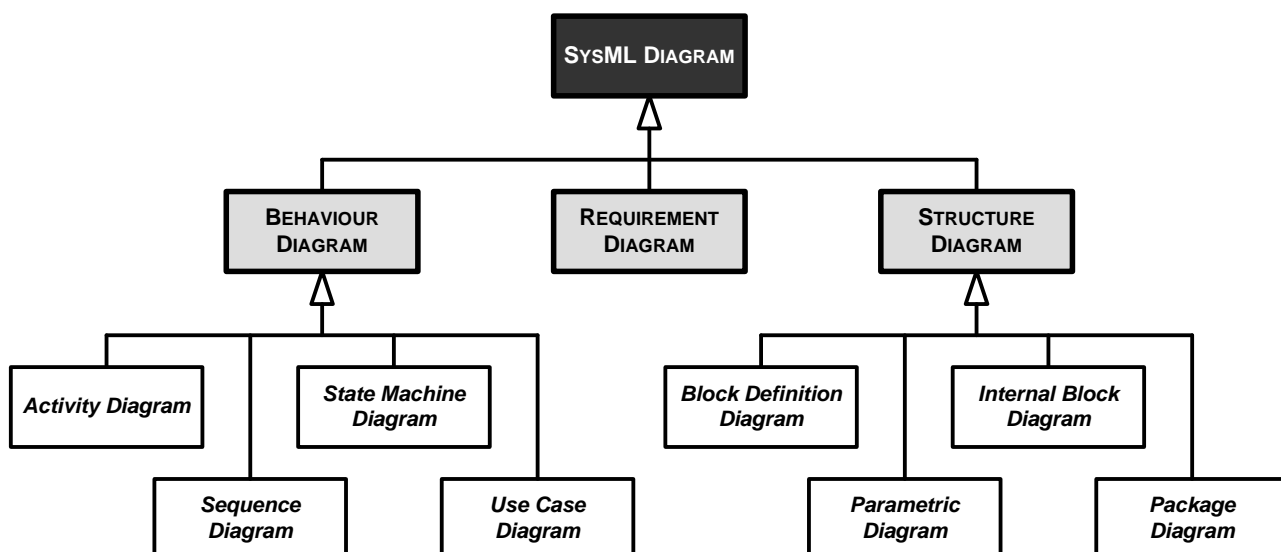 SYSML DIAGRAM
BEHAVIOUR
DIAGRAM
REQUIREMENT
DIAGRAM
STRUCTURE
DIAGRAM
Activity Diagram
State Machine
Diagram
Block Definition
Diagram
Internal Block
Diagram
Sequence
Diagram
Use Case
Diagram
Parametric
Diagram
Package
Diagram